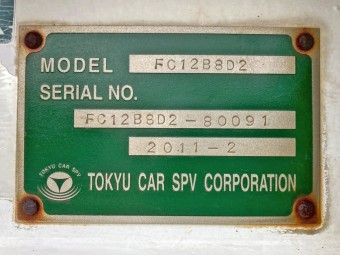 MODEL FC12B8D2
SERIAL NO.
FC12B8D2-80091
2011-2
TOKYU CAR SPV
TOKYU CAR SPV CORPORATION